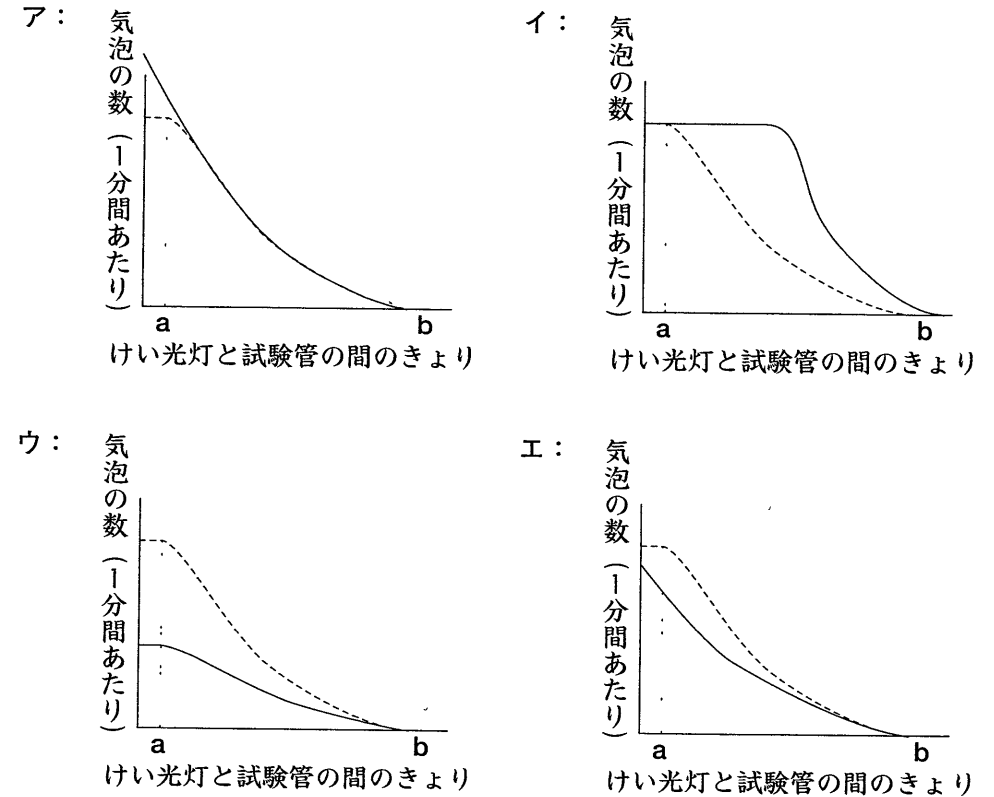 ア：
気泡の数（１分間あたり）
a
b
けい光灯と試験管の間のきょり
イ：
気泡の数（１分間あたり）
a
b
けい光灯と試験管の間のきょり
ウ：
気泡の数（１分間あたり）
a
b
けい光灯と試験管の間のきょり
エ：
気泡の数（１分間あたり）
a
b
けい光灯と試験管の間のきょり